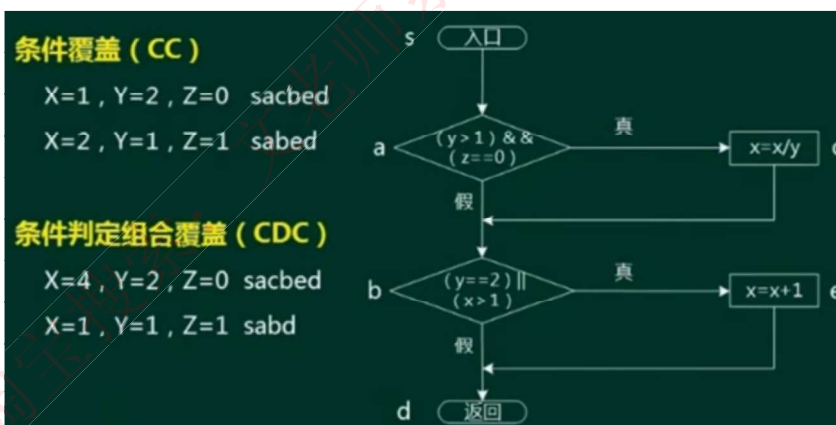 条件覆盖（CC）
X=1，Y=2，Z=0 sacbed
X=2，Y=1，Z=1 sabed
条件判定组合覆盖（CDC）
X=4，Y=2，Z=0 sacbed
X=1，Y=1，Z=1 sabd
s
入口
a
(y>1)&&
(z==0)
真
x=x/y
假
b
(y==2)||
(x>1)
真
x=x+1
e
假
d
返回